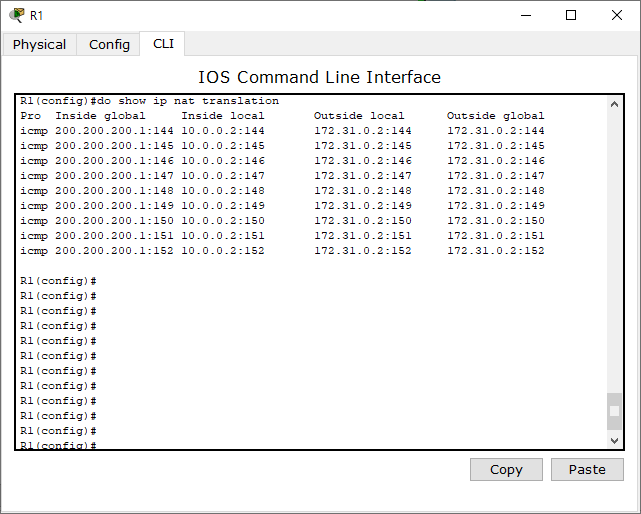 R1
Physical Config CLI
IOS Command Line Interface
R1(config)#do show ip nat translation
Pro  Inside global     Inside local       Outside local      Outside global
icmp 200.200.200.1:144 10.0.0.2:144       172.31.0.2:144     172.31.0.2:144
icmp 200.200.200.1:145 10.0.0.2:145       172.31.0.2:145     172.31.0.2:145
icmp 200.200.200.1:146 10.0.0.2:146       172.31.0.2:146     172.31.0.2:146
icmp 200.200.200.1:147 10.0.0.2:147       172.31.0.2:147     172.31.0.2:147
icmp 200.200.200.1:148 10.0.0.2:148       172.31.0.2:148     172.31.0.2:148
icmp 200.200.200.1:149 10.0.0.2:149       172.31.0.2:149     172.31.0.2:149
icmp 200.200.200.1:150 10.0.0.2:150       172.31.0.2:150     172.31.0.2:150
icmp 200.200.200.1:151 10.0.0.2:151       172.31.0.2:151     172.31.0.2:151
icmp 200.200.200.1:152 10.0.0.2:152       172.31.0.2:152     172.31.0.2:152
R1(config)#
R1(config)#
R1(config)#
R1(config)#
R1(config)#
R1(config)#
R1(config)#
R1(config)#
R1(config)#
R1(config)#
R1(config)#
R1(config)#
Copy Paste